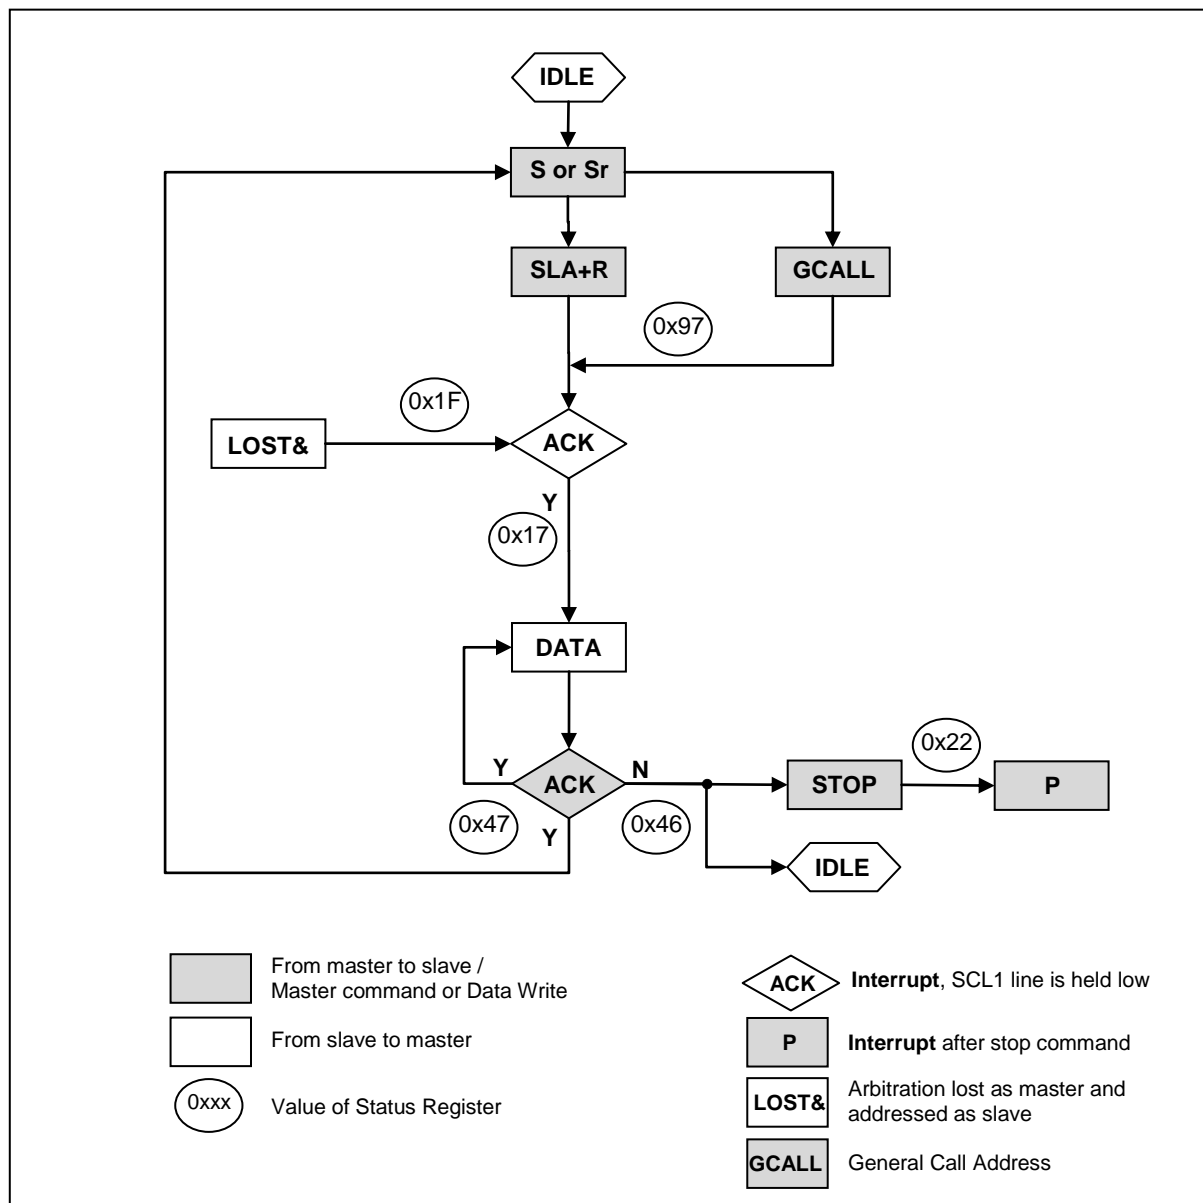 IDLE
S or Sr
SLA+R
GCALL
0x97
0x1F
LOST&
ACK
Y
0x17
DATA
0x22
Y
ACK
N
STOP
P
0x47
Y
0x46
IDLE
From master to slave /
Master command or Data Write
From slave to master
0xxx
Value of Status Register
ACK
Interrupt, SCL1 line is held low
P
Interrupt after stop command
LOST&
Arbitration lost as master and
addressed as slave
GCALL
General Call Address